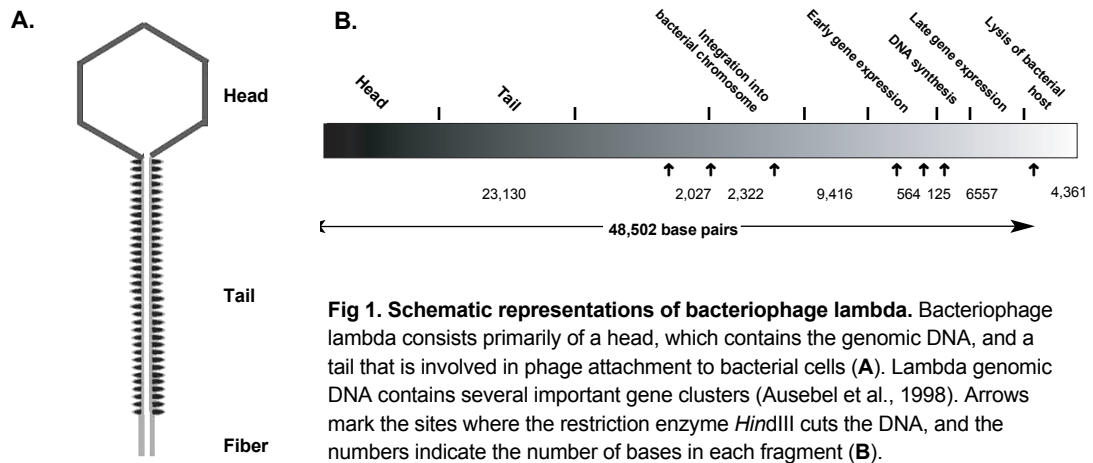 A.
Head
Tail
Fiber
B.
Head
Tail
Integration into
bacterial chromosome
Early gene expression
DNA synthesis
Late gene expression
Lysis of bacterial
host
23,130
2,027
2,322
9,416
564
125
6557
4,361
48,502 base pairs
Fig 1. Schematic representations of bacteriophage lambda. Bacteriophage
lambda consists primarily of a head, which contains the genomic DNA, and a
tail that is involved in phage attachment to bacterial cells (A). Lambda genomic
DNA contains several important gene clusters (Ausebel et al., 1998). Arrows
mark the sites where the restriction enzyme HindIII cuts the DNA, and the
numbers indicate the number of bases in each fragment (B).